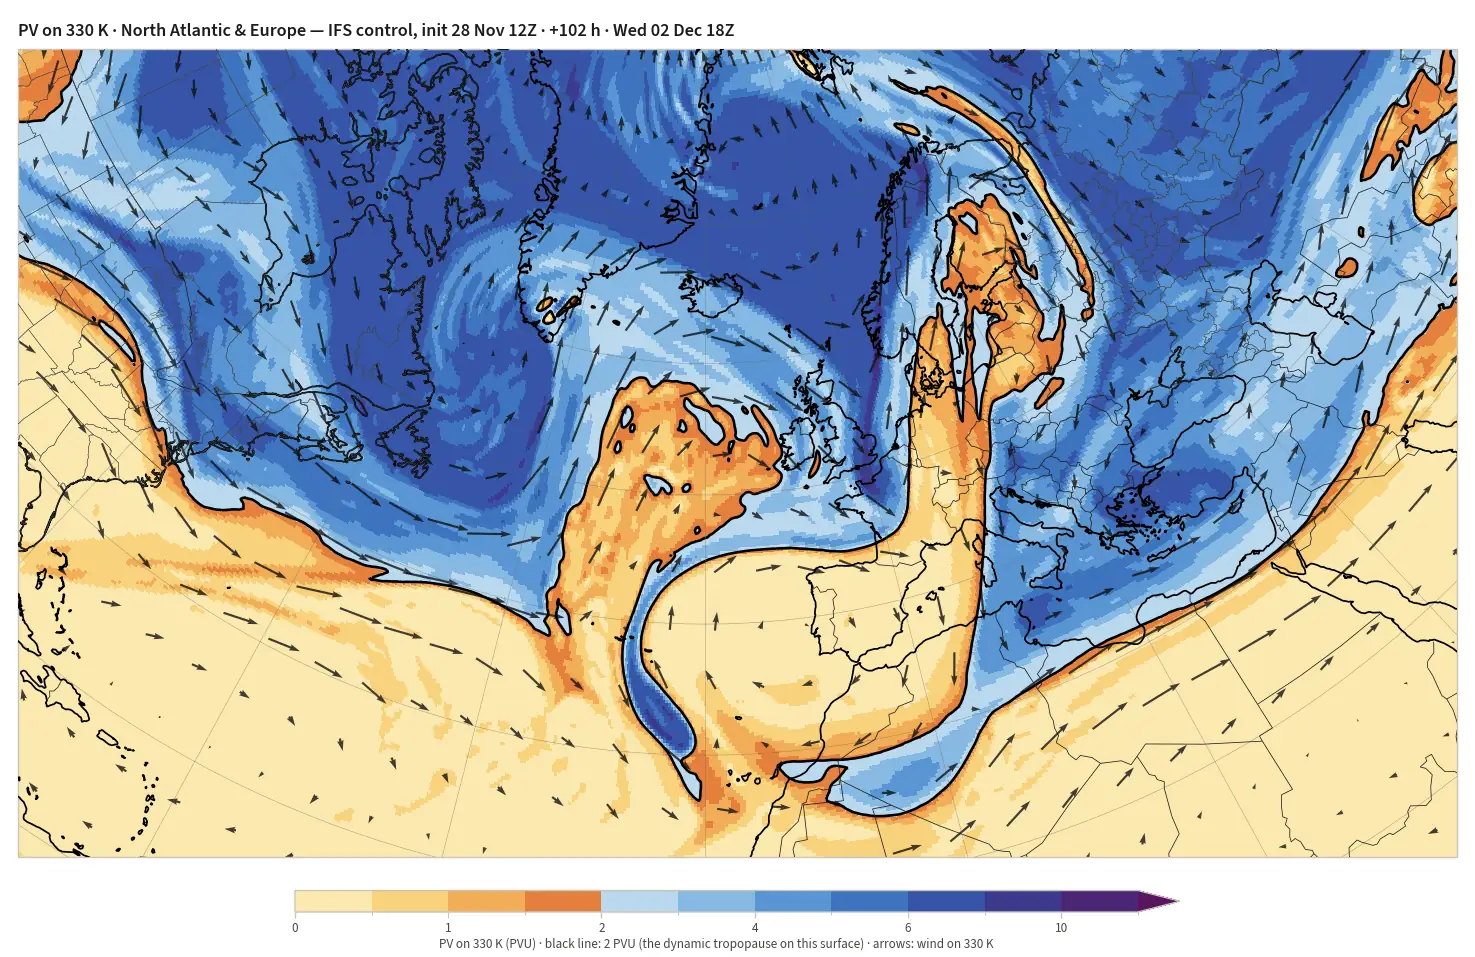 PV on 330 K · North Atlantic & Europe — IFS control, init 28 Nov 12Z · +102 h · Wed 02 Dec 18Z
0 1 2 4 6 10
PV on 330 K (PVU) · black line: 2 PVU (the dynamic tropopause on this surface) · arrows: wind on 330 K